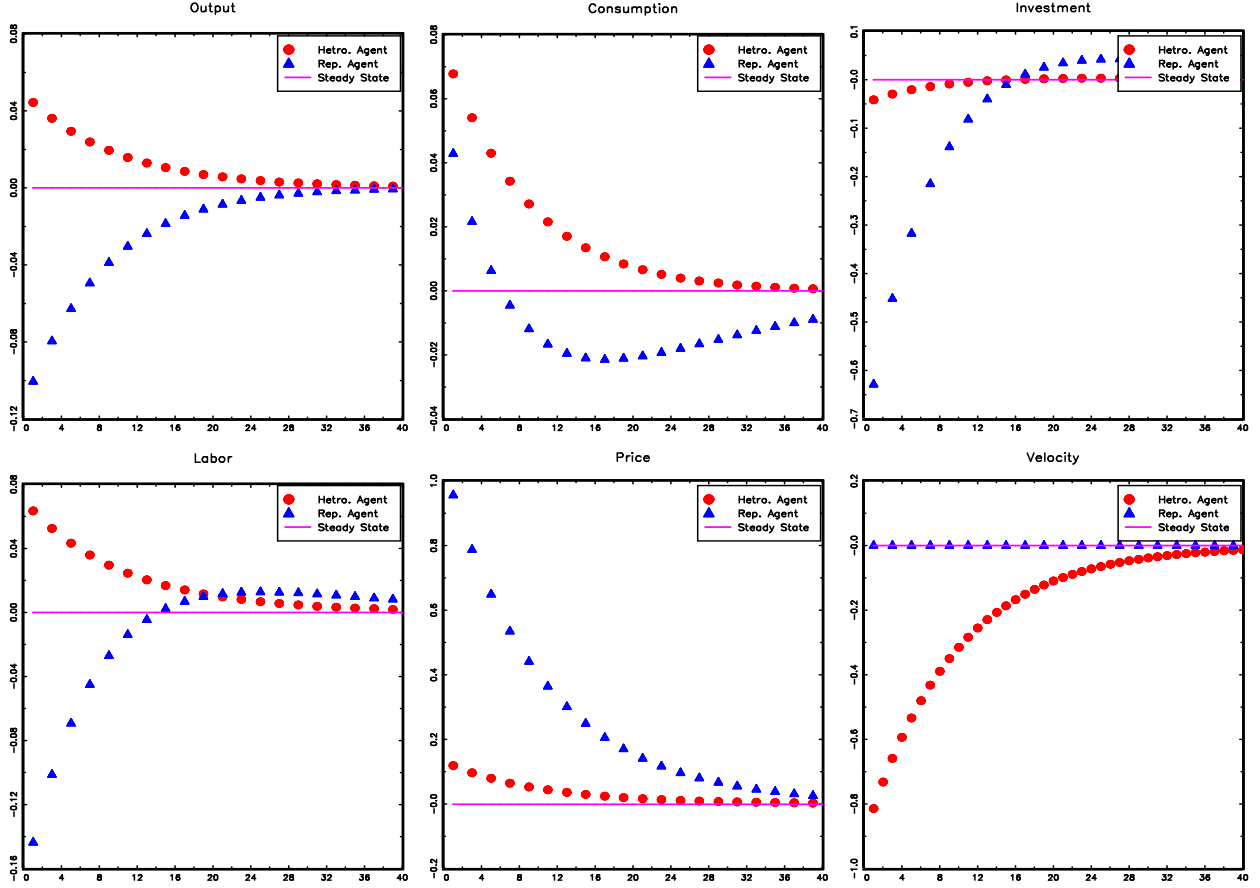 Output
0.08
0.04
0.00
-0.04
-0.08
-0.12
Hetro. Agent
Rep. Agent
Steady State
0 4 8 12 16 20 24 28 32 36 40
Consumption
0.08
0.06
0.04
0.02
0.00
-0.02
-0.04
Hetro. Agent
Rep. Agent
Steady State
0 4 8 12 16 20 24 28 32 36 40
Investment
0.1
-0.0
-0.1
-0.2
-0.3
-0.4
-0.5
-0.6
-0.7
Hetro. Agent
Rep. Agent
Steady State
0 4 8 12 16 20 24 28 32 36 40
Labor
0.08
0.04
0.00
-0.04
-0.08
-0.12
-0.16
Hetro. Agent
Rep. Agent
Steady State
0 4 8 12 16 20 24 28 32 36 40
Price
1.0
0.8
0.6
0.4
0.2
-0.0
-0.2
Hetro. Agent
Rep. Agent
Steady State
0 4 8 12 16 20 24 28 32 36 40
Velocity
0.2
-0.0
-0.2
-0.4
-0.6
-0.8
-1.0
Hetro. Agent
Rep. Agent
Steady State
0 4 8 12 16 20 24 28 32 36 40